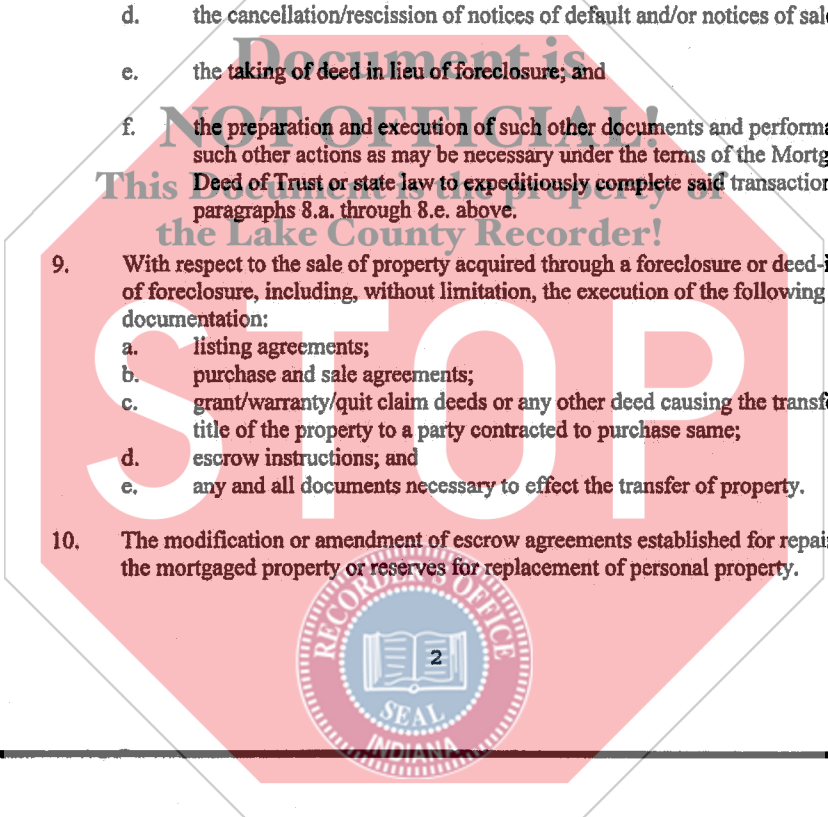 d. the cancellation/rescission of notices of default and/or notices of sale
Document is
e. the taking of deed in lieu of foreclosure; and
NOT OFFICIAL!
f. the preparation and execution of such other documents and performa
such other actions as may be necessary under the terms of the Mortg
This Document is the property of
Deed of Trust or state law to expeditiously complete said transaction
paragraphs 8.a. through 8.e. above.
the Lake County Recorder!
9. With respect to the sale of property acquired through a foreclosure or deed-i
of foreclosure, including, without limitation, the execution of the following
documentation:
a. listing agreements;
b. purchase and sale agreements;
c. grant/warranty/quit claim deeds or any other deed causing the transfe
title of the property to a party contracted to purchase same;
d. escrow instructions; and
e. any and all documents necessary to effect the transfer of property.
STOP
10. The modification or amendment of escrow agreements established for repair
the mortgaged property or reserves for replacement of personal property.
RECORDER'S OFFICE
2
SEAL
INDIANA